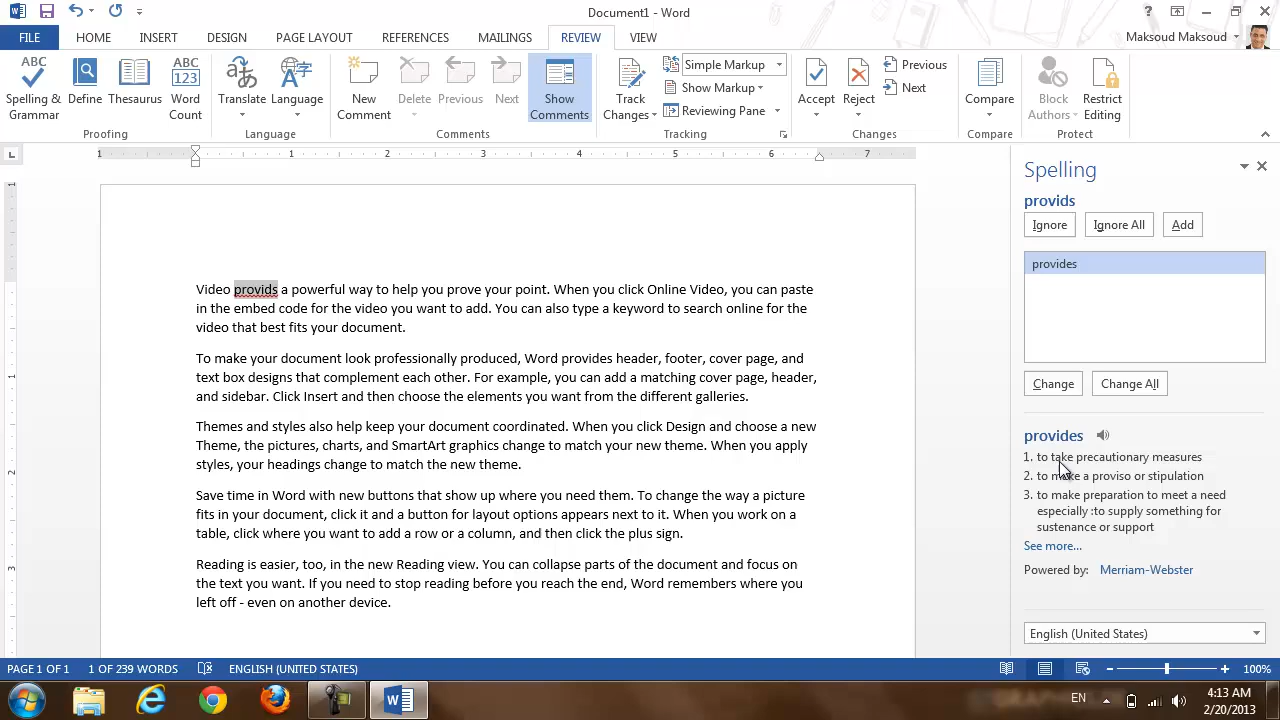 Document1 - Word
FILE HOME INSERT DESIGN PAGE LAYOUT REFERENCES MAILINGS REVIEW VIEW Maksoud Maksoud
ABC Spelling & Grammar
Define
Thesaurus
ABC 123 Word Count
Translate
Language
New Comment
Delete
Previous
Next
Show Comments
Track Changes
Simple Markup
Show Markup
Reviewing Pane
Accept
Reject
Previous
Next
Compare
Block Authors
Restrict Editing
Proofing Language Comments Tracking Changes Compare Protect
1 1 2 3 4 5 6 7
Video provids a powerful way to help you prove your point. When you click Online Video, you can paste
in the embed code for the video you want to add. You can also type a keyword to search online for the
video that best fits your document.
To make your document look professionally produced, Word provides header, footer, cover page, and
text box designs that complement each other. For example, you can add a matching cover page, header,
and sidebar. Click Insert and then choose the elements you want from the different galleries.
Themes and styles also help keep your document coordinated. When you click Design and choose a new
Theme, the pictures, charts, and SmartArt graphics change to match your new theme. When you apply
styles, your headings change to match the new theme.
Save time in Word with new buttons that show up where you need them. To change the way a picture
fits in your document, click it and a button for layout options appears next to it. When you work on a
table, click where you want to add a row or a column, and then click the plus sign.
Reading is easier, too, in the new Reading view. You can collapse parts of the document and focus on
the text you want. If you need to stop reading before you reach the end, Word remembers where you
left off - even on another device.
1
1
2
3
Spelling
provids
Ignore Ignore All Add
provides
Change Change All
provides
1. to take precautionary measures
2. to make a proviso or stipulation
3. to make preparation to meet a need
especially :to supply something for
sustenance or support
See more...
Powered by: Merriam-Webster
English (United States)
PAGE 1 OF 1 1 OF 239 WORDS ENGLISH (UNITED STATES) 100%
EN 4:13 AM
2/20/2013